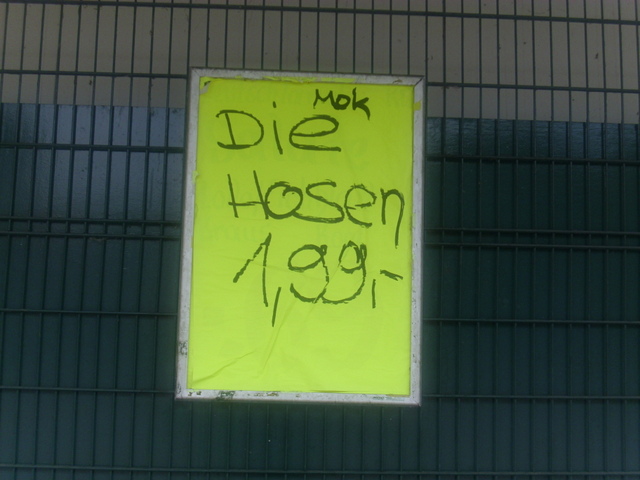 Mok
Die
Hosen
1,99,-